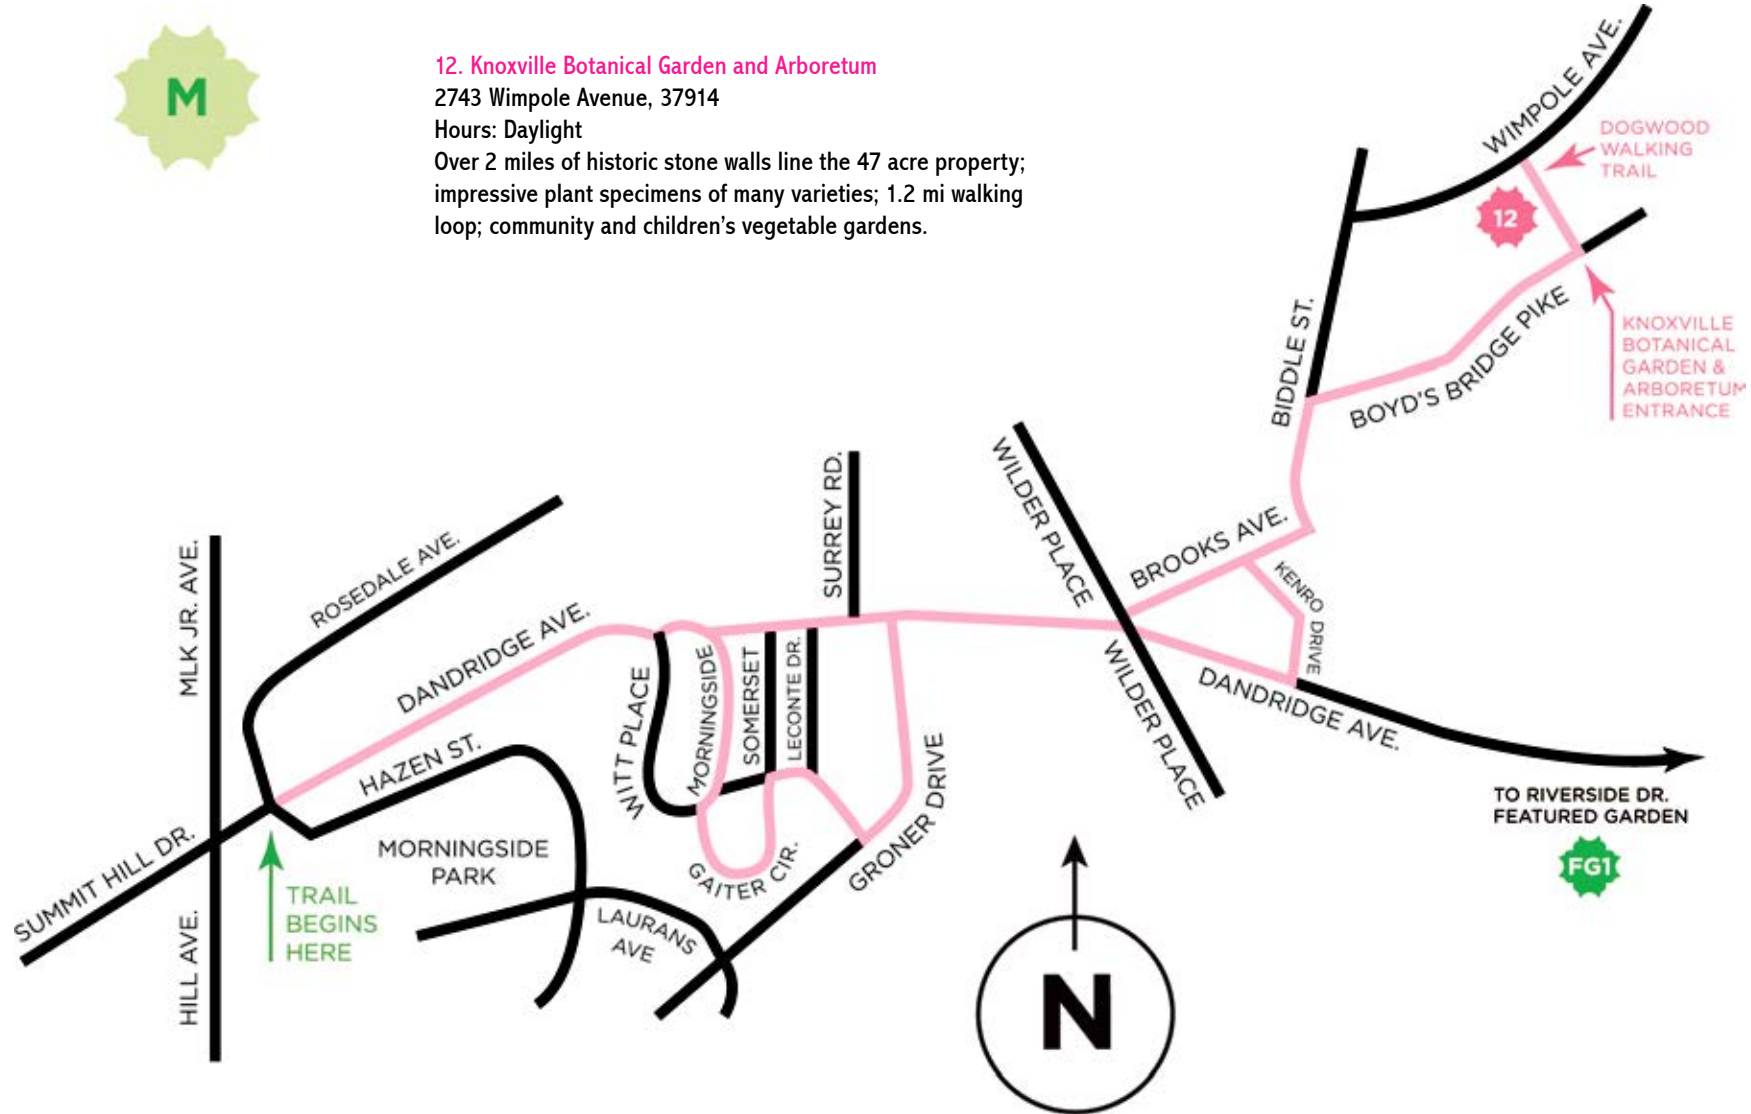 M
12. Knoxville Botanical Garden and Arboretum
2743 Wimpole Avenue, 37914
Hours: Daylight
Over 2 miles of historic stone walls line the 47 acre property;
impressive plant specimens of many varieties; 1.2 mi walking
loop; community and children’s vegetable gardens.
WIMPOLE AVE.
DOGWOOD
WALKING
TRAIL
12
BIDDLE ST.
BOYD'S BRIDGE PIKE
KNOXVILLE
BOTANICAL
GARDEN &
ARBORETUM
ENTRANCE
WILDER PLACE
SURREY RD.
BROOKS AVE.
KENRO DRIVE
MLK JR. AVE.
ROSEDALE AVE.
DANDRIDGE AVE.
HAZEN ST.
WITT PLACE
MORNINGSIDE
SOMERSET
LECONTE DR.
WILDER PLACE
DANDRIDGE AVE.
GRONER DRIVE
TO RIVERSIDE DR.
FEATURED GARDEN
FG1
SUMMIT HILL DR.
MORNINGSIDE
PARK
GAITER CIR.
TRAIL
BEGINS
HERE
HILL AVE.
LAURANS
AVE
N